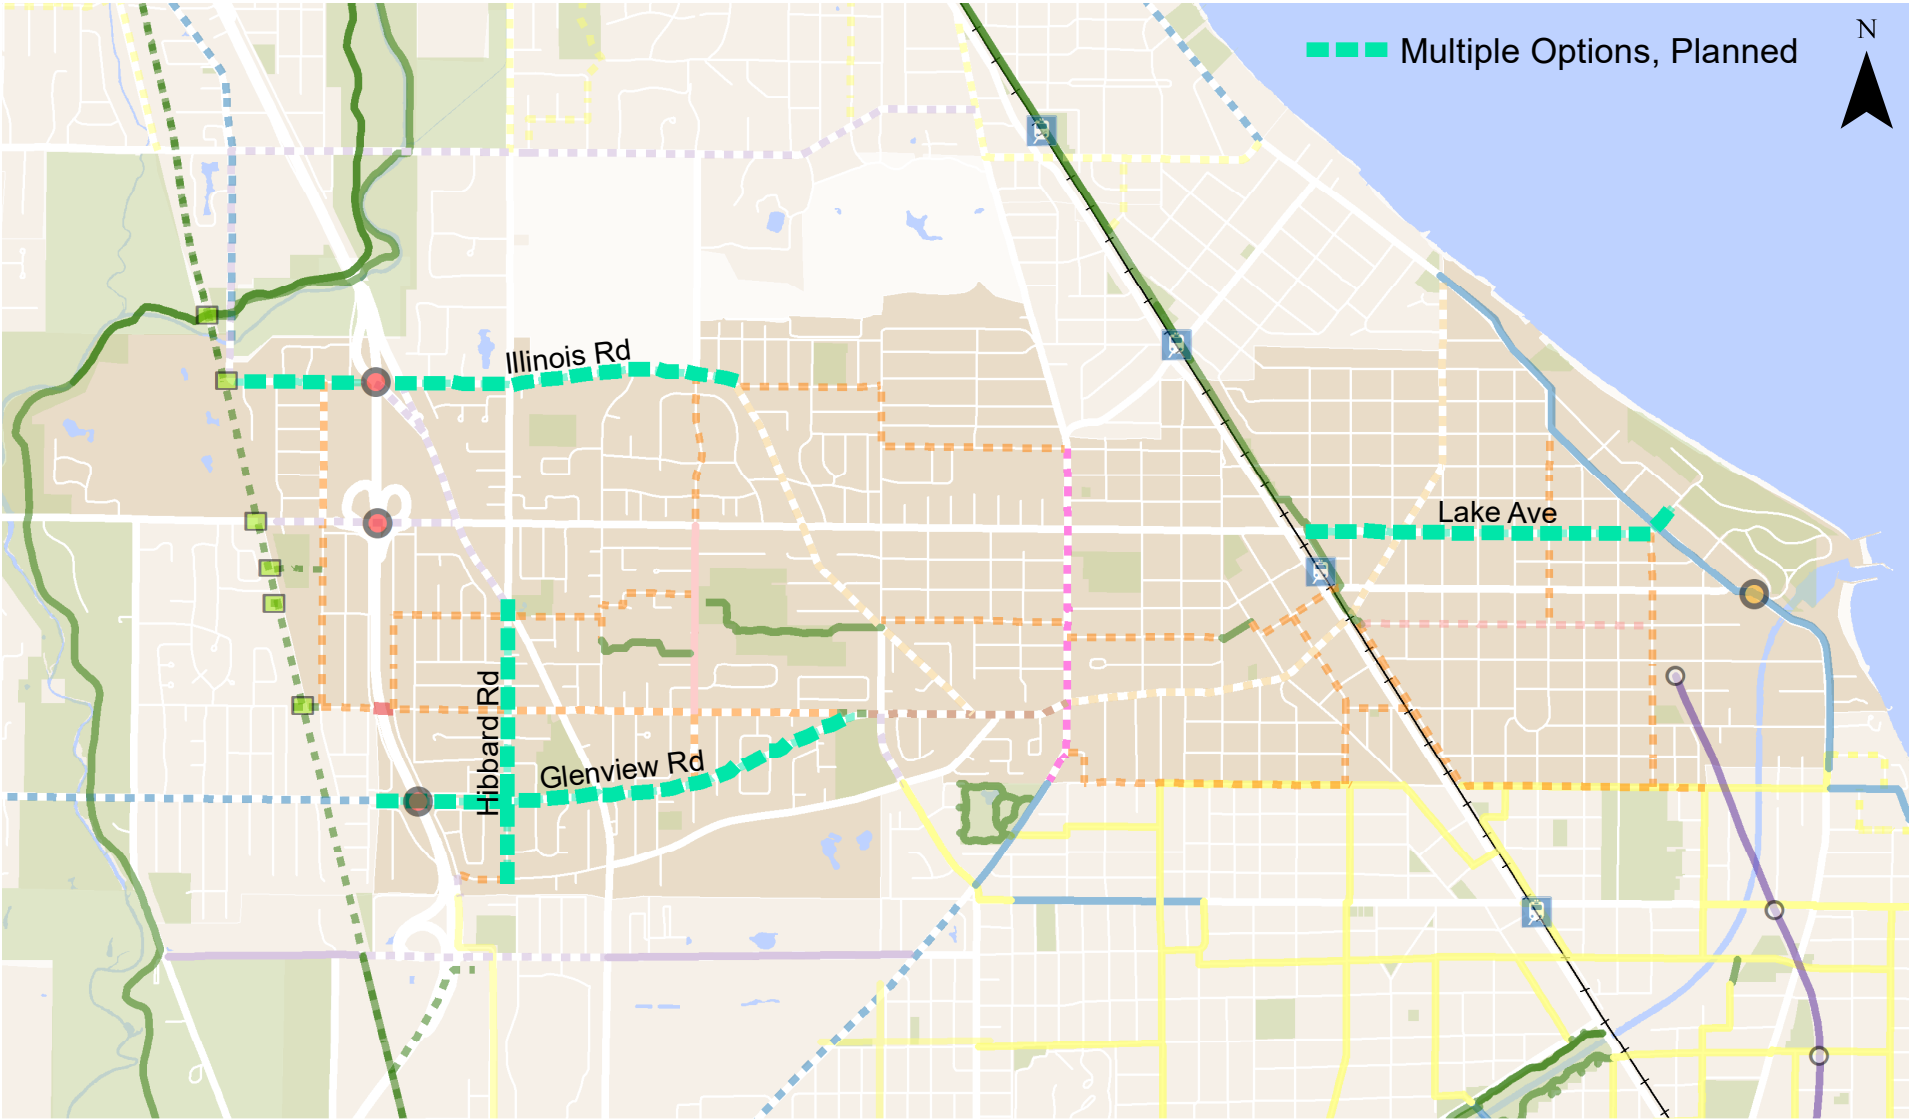 N
Multiple Options, Planned
Illinois Rd
Lake Ave
Hibbard Rd
Glenview Rd